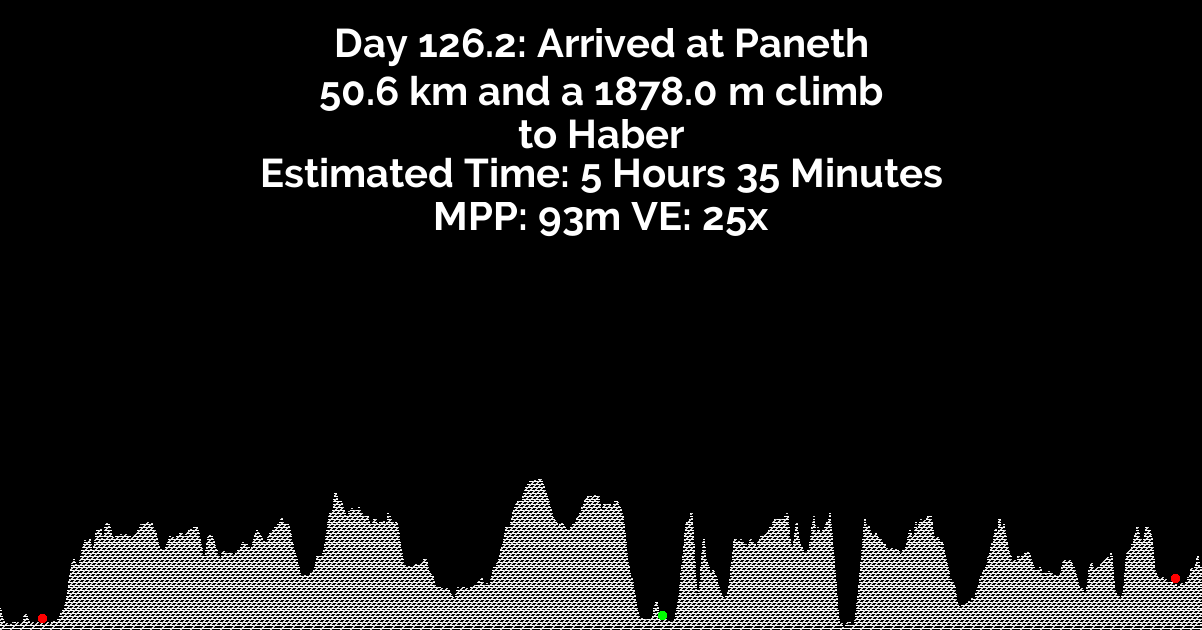 Day 126.2: Arrived at Paneth
50.6 km and a 1878.0 m climb
to Haber
Estimated Time: 5 Hours 35 Minutes
MPP: 93m VE: 25x